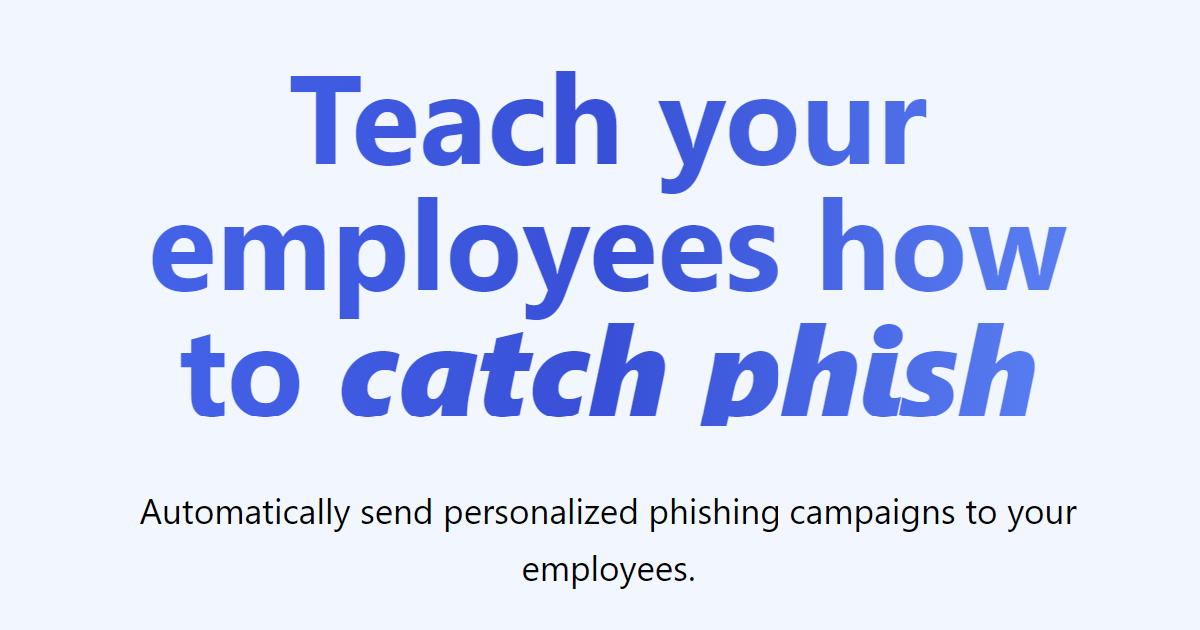 Teach your
employees how
to catch phish
Automatically send personalized phishing campaigns to your
employees.